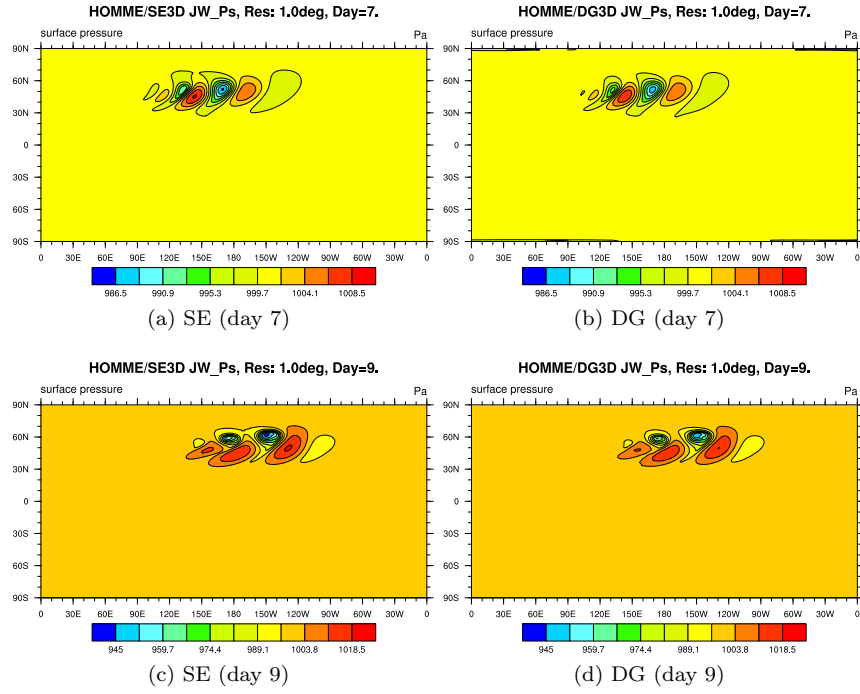 HOMME/SE3D JW_Ps, Res: 1.0deg, Day=7.
surface pressure Pa
90N
60N
30N
0
30S
60S
90S
0 30E 60E 90E 120E 150E 180 150W 120W 90W 60W 30W 0
986.5 990.9 995.3 999.7 1004.1 1008.5
(a) SE (day 7)
HOMME/DG3D JW_Ps, Res: 1.0deg, Day=7.
surface pressure Pa
90N
60N
30N
0
30S
60S
90S
0 30E 60E 90E 120E 150E 180 150W 120W 90W 60W 30W 0
986.5 990.9 995.3 999.7 1004.1 1008.5
(b) DG (day 7)
HOMME/SE3D JW_Ps, Res: 1.0deg, Day=9.
surface pressure Pa
90N
60N
30N
0
30S
60S
90S
0 30E 60E 90E 120E 150E 180 150W 120W 90W 60W 30W 0
945 959.7 974.4 989.1 1003.8 1018.5
(c) SE (day 9)
HOMME/DG3D JW_Ps, Res: 1.0deg, Day=9.
surface pressure Pa
90N
60N
30N
0
30S
60S
90S
0 30E 60E 90E 120E 150E 180 150W 120W 90W 60W 30W 0
945 959.7 974.4 989.1 1003.8 1018.5
(d) DG (day 9)